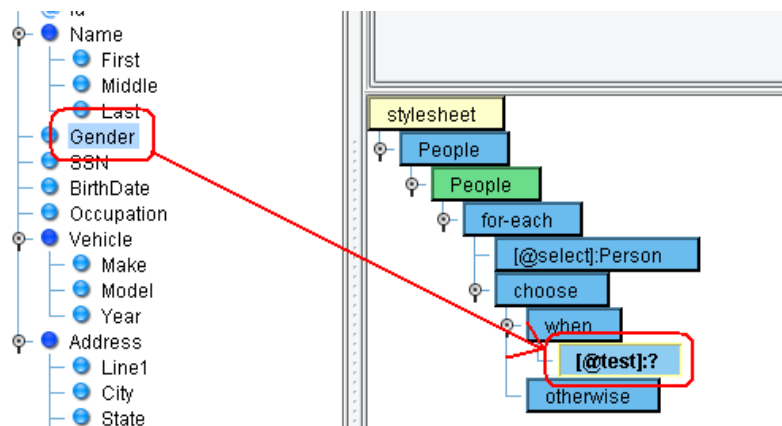 Id
Name
First
Middle
Last
Gender
SSN
BirthDate
Occupation
Vehicle
Make
Model
Year
Address
Line1
City
State
stylesheet
People
People
for-each
[@select]:Person
choose
when
[@test]:?
otherwise